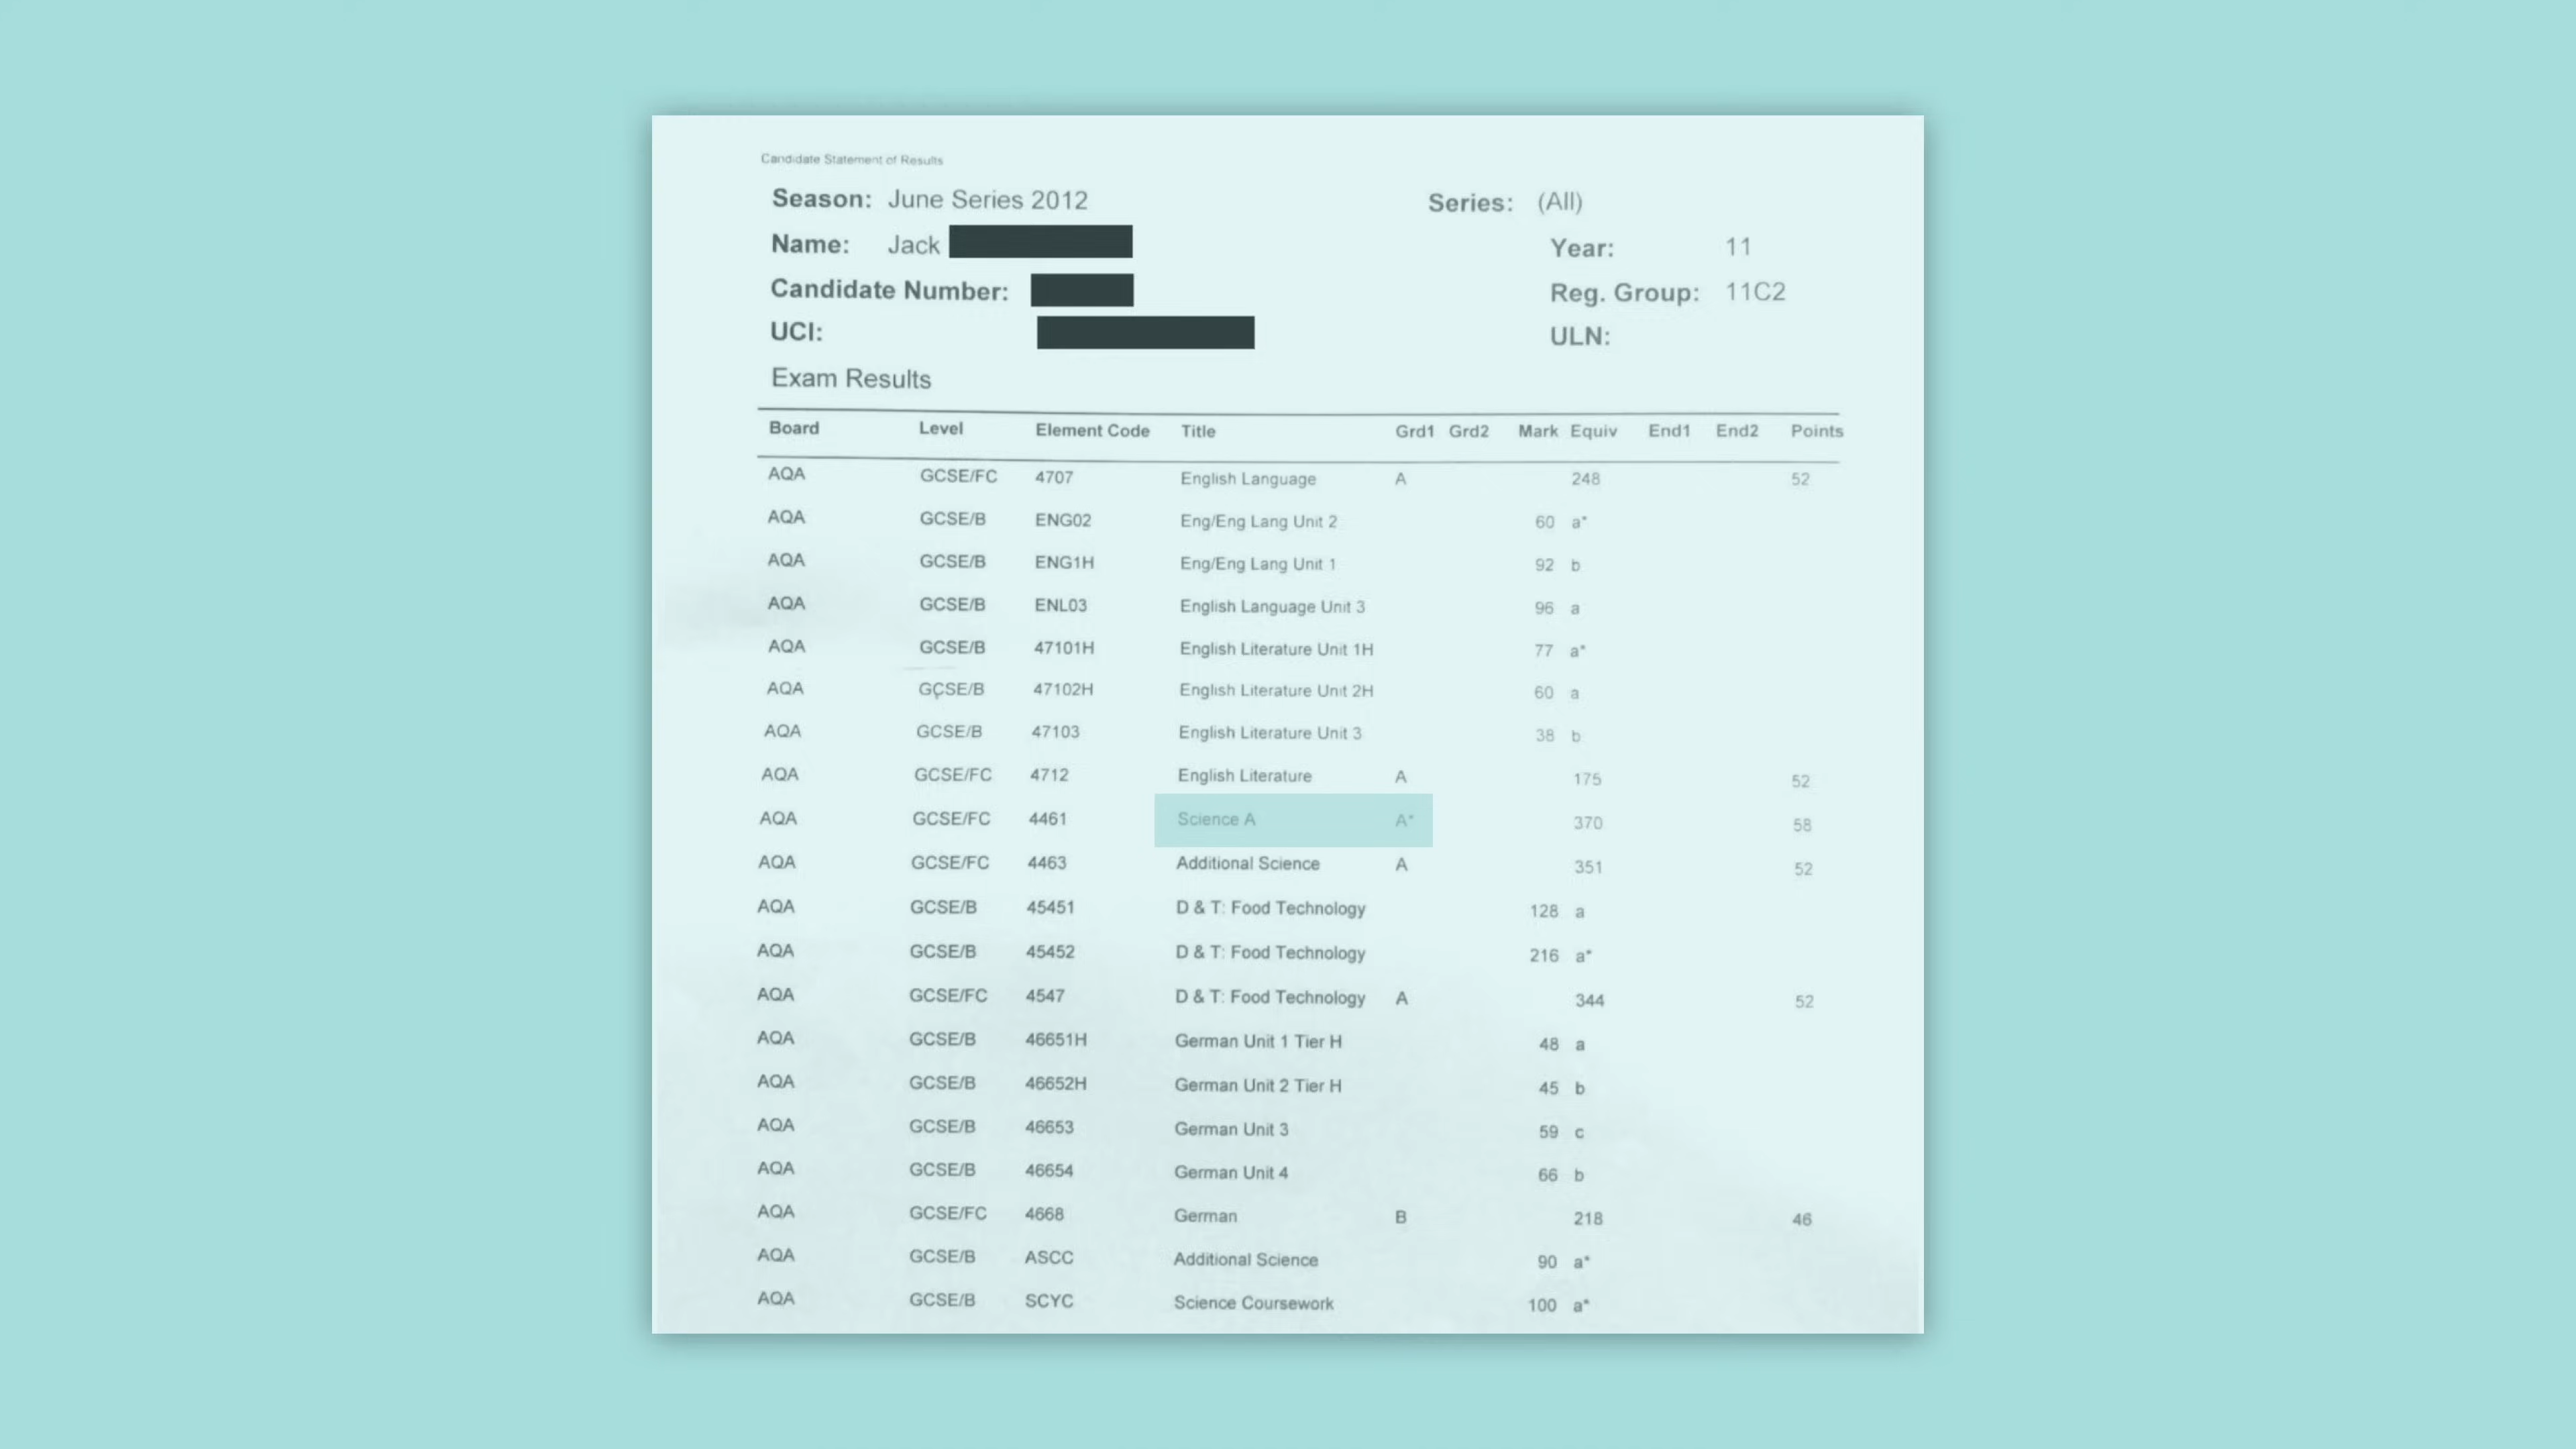 Candidate Statement of Results
Season: June Series 2012 Series: (All)
Name: Jack Year: 11
Candidate Number: Reg. Group: 11C2
UCI: ULN:
Exam Results
Board Level Element Code Title Grd1 Grd2 Mark Equiv End1 End2 Points
AQA GCSE/FC 4707 English Language A 248 52
AQA GCSE/B ENG02 Eng/Eng Lang Unit 2 60 a*
AQA GCSE/B ENG1H Eng/Eng Lang Unit 1 92 b
AQA GCSE/B ENL03 English Language Unit 3 96 a
AQA GCSE/B 47101H English Literature Unit 1H 77 a*
AQA GCSE/B 47102H English Literature Unit 2H 60 a
AQA GCSE/B 47103 English Literature Unit 3 38 b
AQA GCSE/FC 4712 English Literature A 175 52
AQA GCSE/FC 4461 Science A A* 370 58
AQA GCSE/FC 4463 Additional Science A 351 52
AQA GCSE/B 45451 D & T: Food Technology 128 a
AQA GCSE/B 45452 D & T: Food Technology 216 a*
AQA GCSE/FC 4547 D & T: Food Technology A 344 52
AQA GCSE/B 46651H German Unit 1 Tier H 48 a
AQA GCSE/B 46652H German Unit 2 Tier H 45 b
AQA GCSE/B 46653 German Unit 3 59 c
AQA GCSE/B 46654 German Unit 4 66 b
AQA GCSE/FC 4668 German B 218 46
AQA GCSE/B ASCC Additional Science 90 a*
AQA GCSE/B SCYC Science Coursework 100 a*